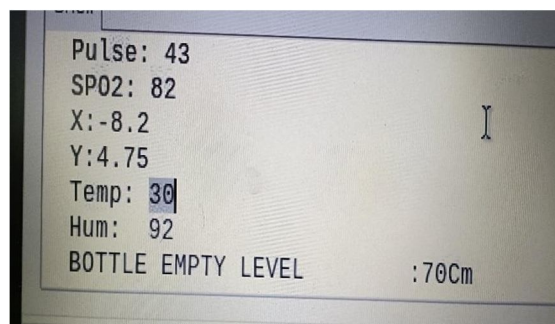 Pulse: 43
SPO2: 82
X:-8.2
Y:4.75
Temp: 30
Hum: 92
BOTTLE EMPTY LEVEL :70Cm